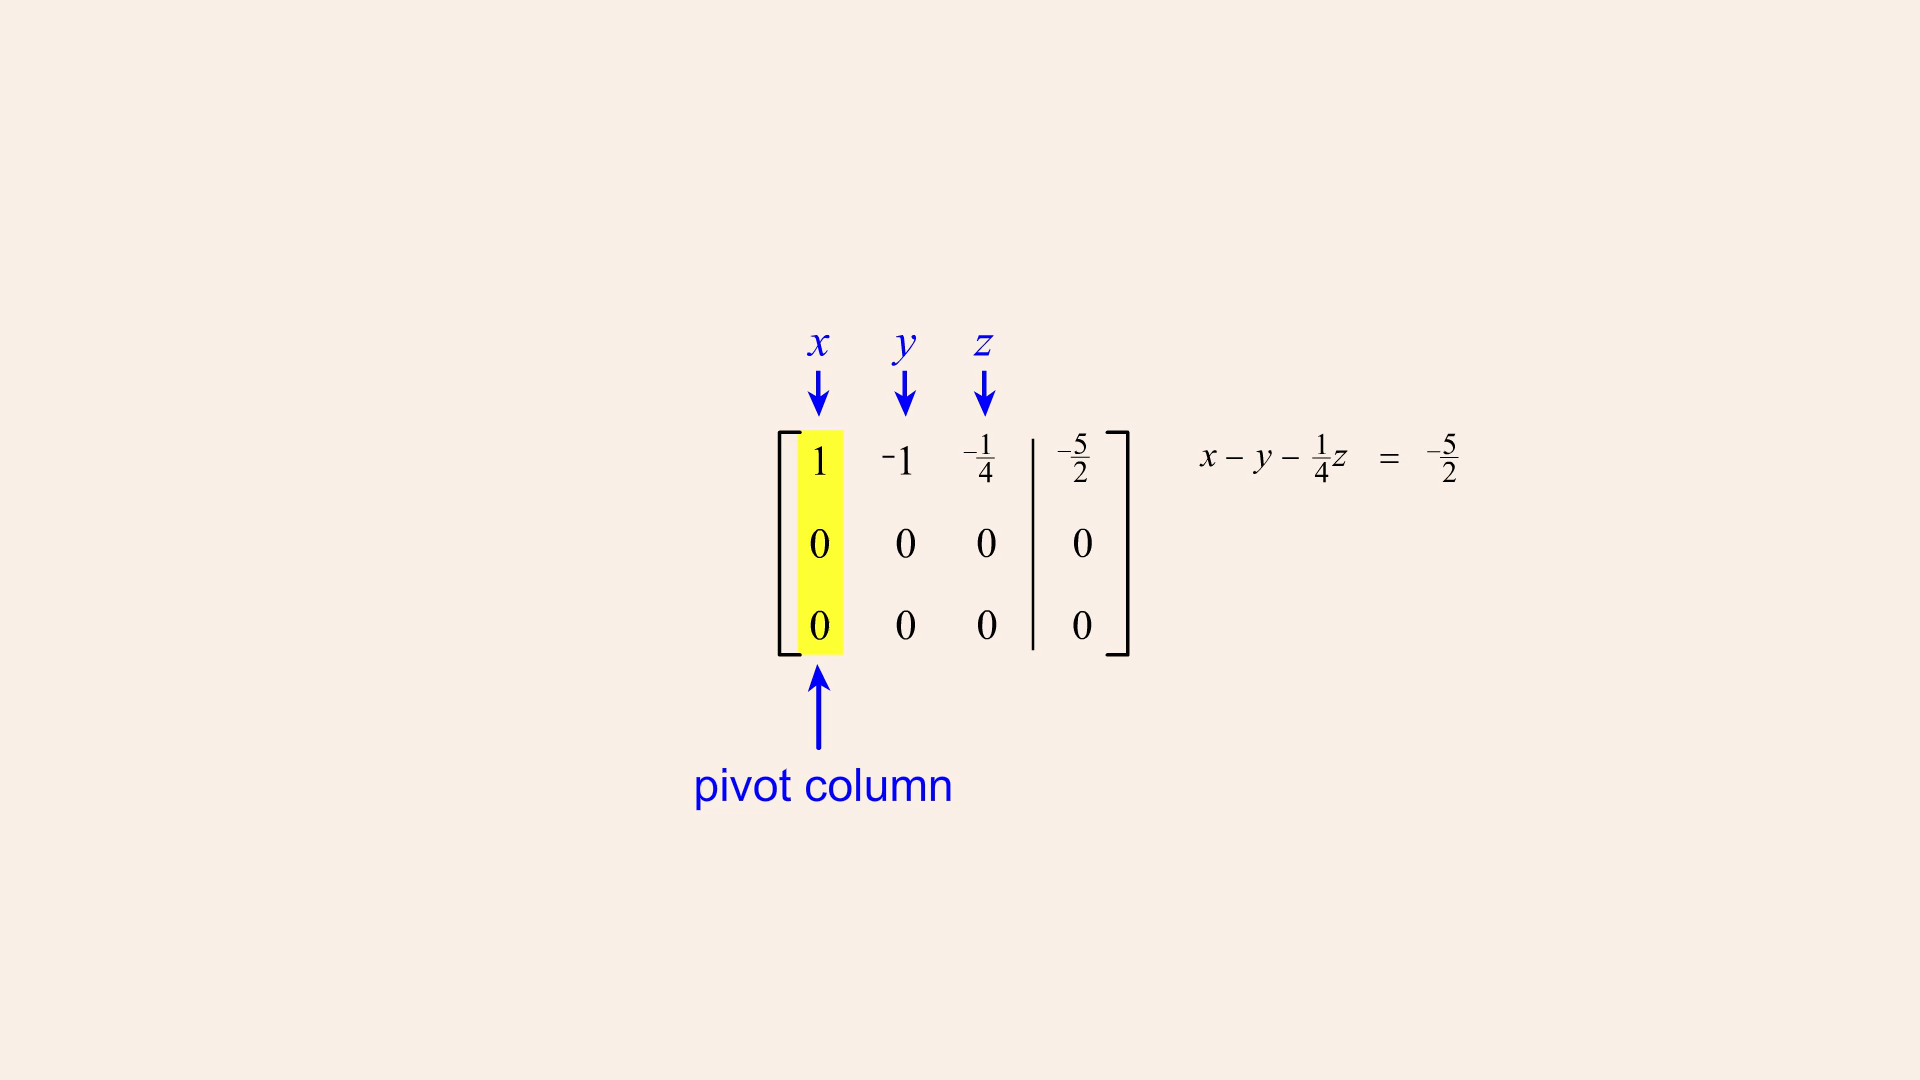 x y z
1 -1 -1/4 | -5/2 x − y − 1/4 z = -5/2
0 0 0 | 0
0 0 0 | 0
pivot column